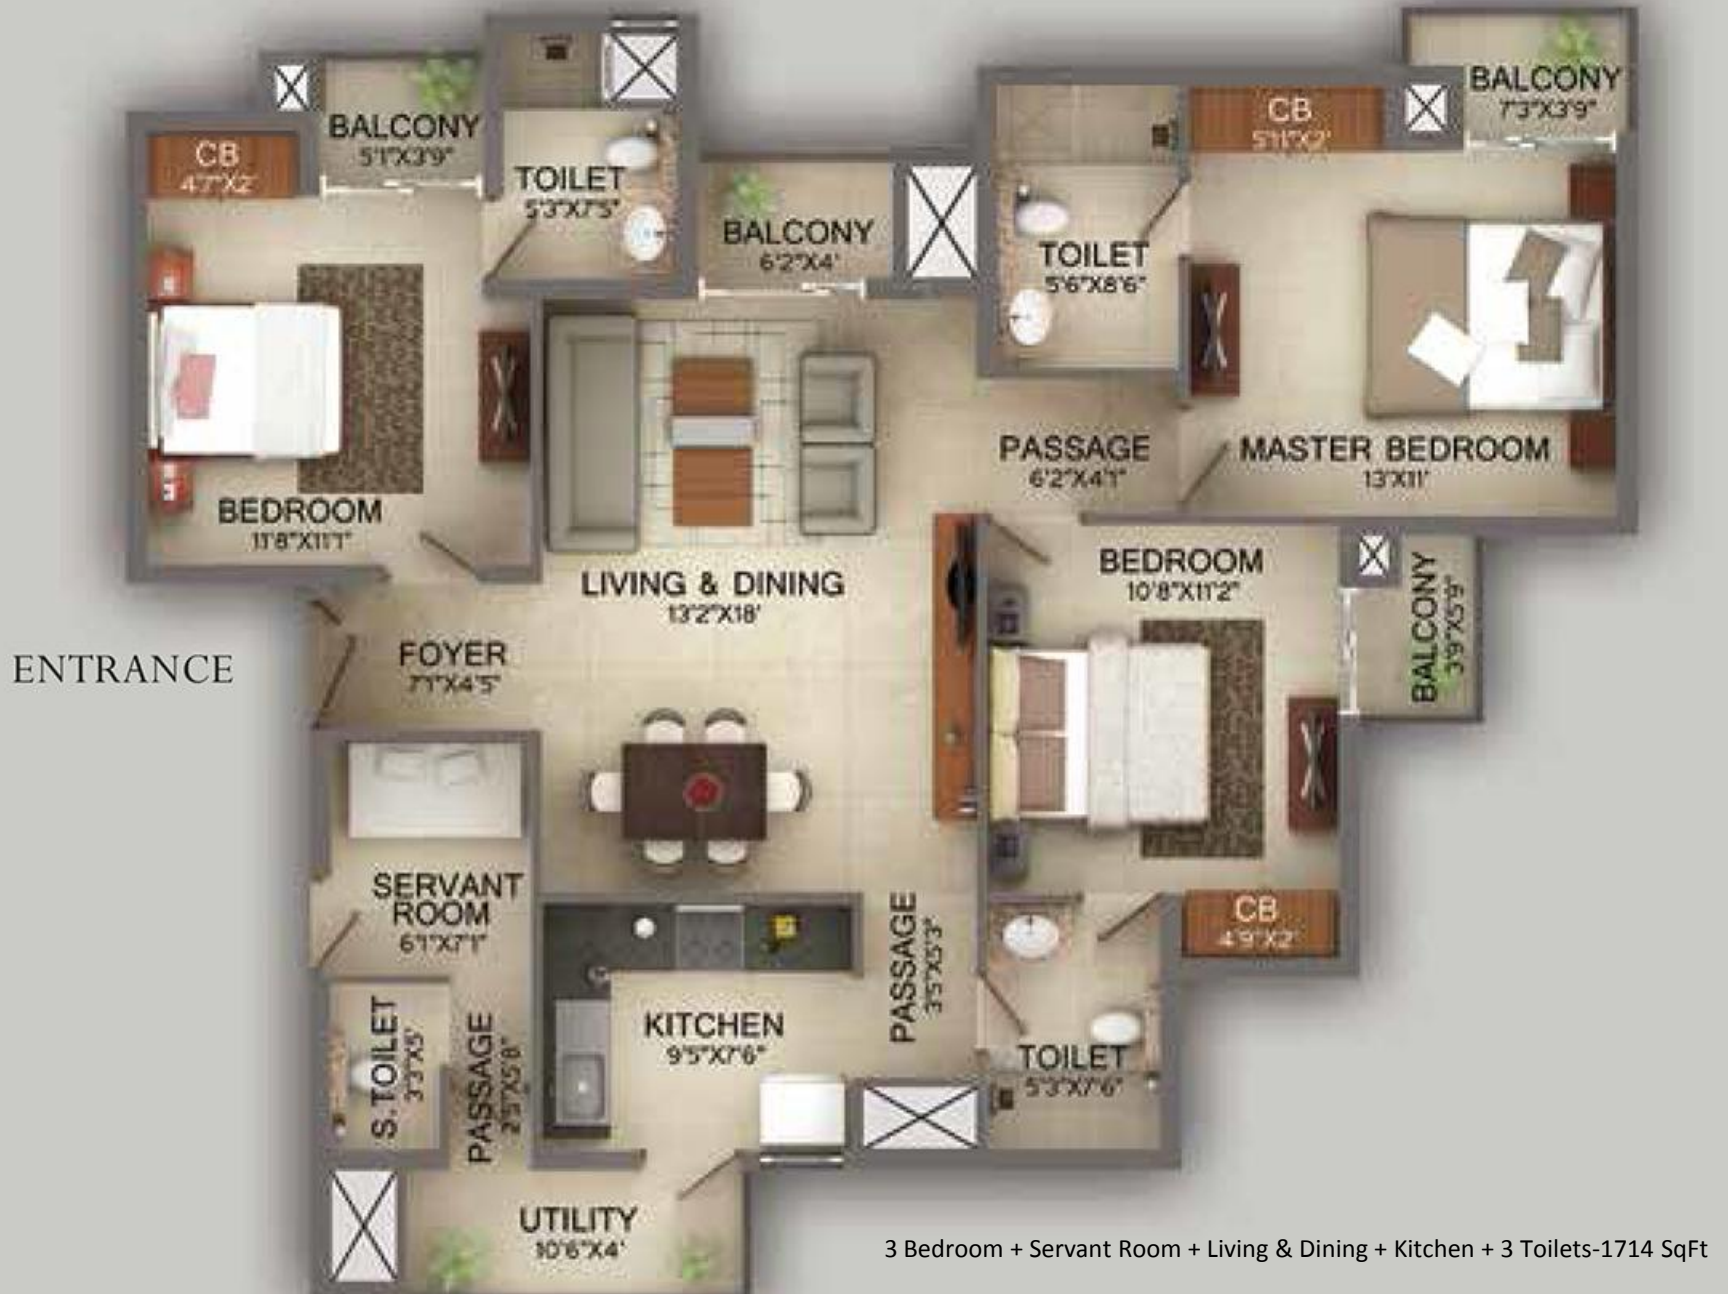 BALCONY
5'1"X3'9"
CB
4'7"X2'
TOILET
5'3"X7'5"
BALCONY
6'2"X4'
TOILET
5'6"X8'6"
CB
5'11"X2'
BALCONY
7'3"X3'9"
BEDROOM
11'8"X11'1"
PASSAGE
6'2"X4'1"
MASTER BEDROOM
13'X11'
LIVING & DINING
13'2"X18'
BEDROOM
10'8"X11'2"
BALCONY
3'9"X5'9"
ENTRANCE
FOYER
7'1"X4'5"
SERVANT
ROOM
6'1"X7'1"
CB
4'9"X2'
PASSAGE
3'5"X5'3"
S.TOILET
3'3"X5'
PASSAGE
2'5"X5'8"
KITCHEN
9'5"X7'6"
TOILET
5'3"X7'6"
UTILITY
10'6"X4'
3 Bedroom + Servant Room + Living & Dining + Kitchen + 3 Toilets-1714 SqFt